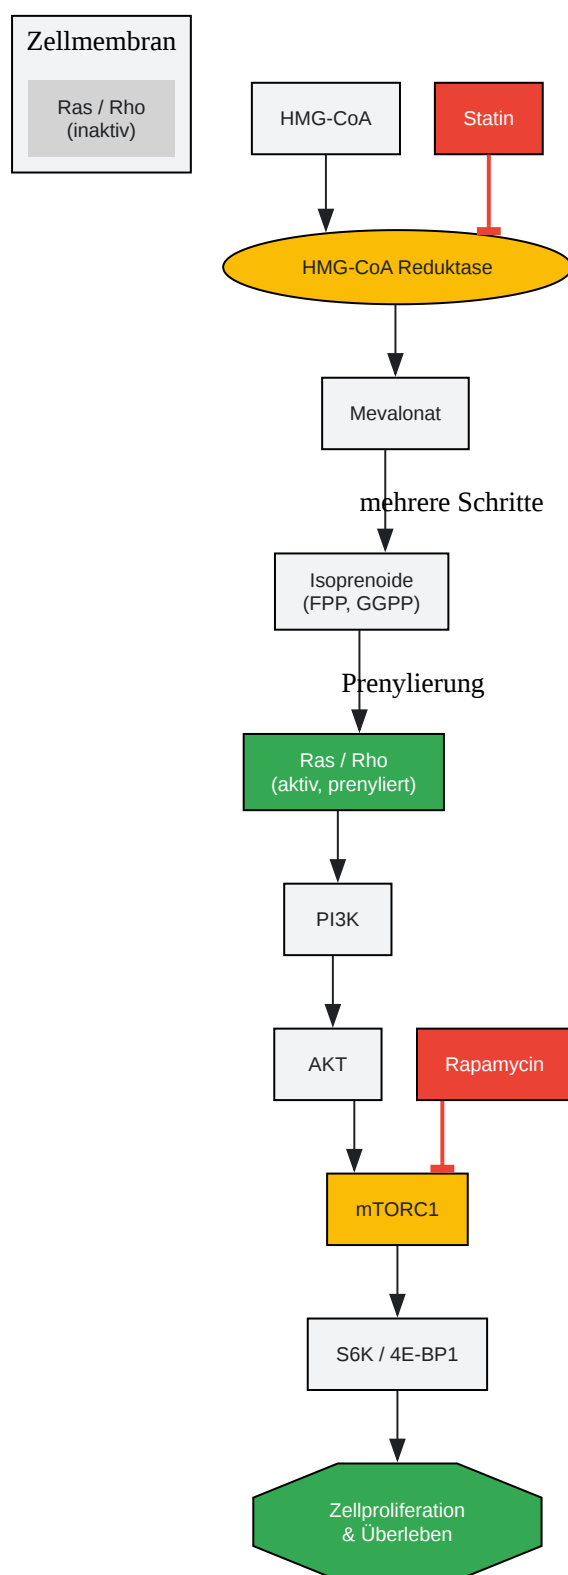 Zellmembran
Ras / Rho
(inaktiv)
HMG-CoA
Statin
HMG-CoA Reduktase
Mevalonat
mehrere Schritte
Isoprenoide
(FPP, GGPP)
Prenylierung
Ras / Rho
(aktiv, prenyliert)
PI3K
AKT
Rapamycin
mTORC1
S6K / 4E-BP1
Zellproliferation
& Überleben